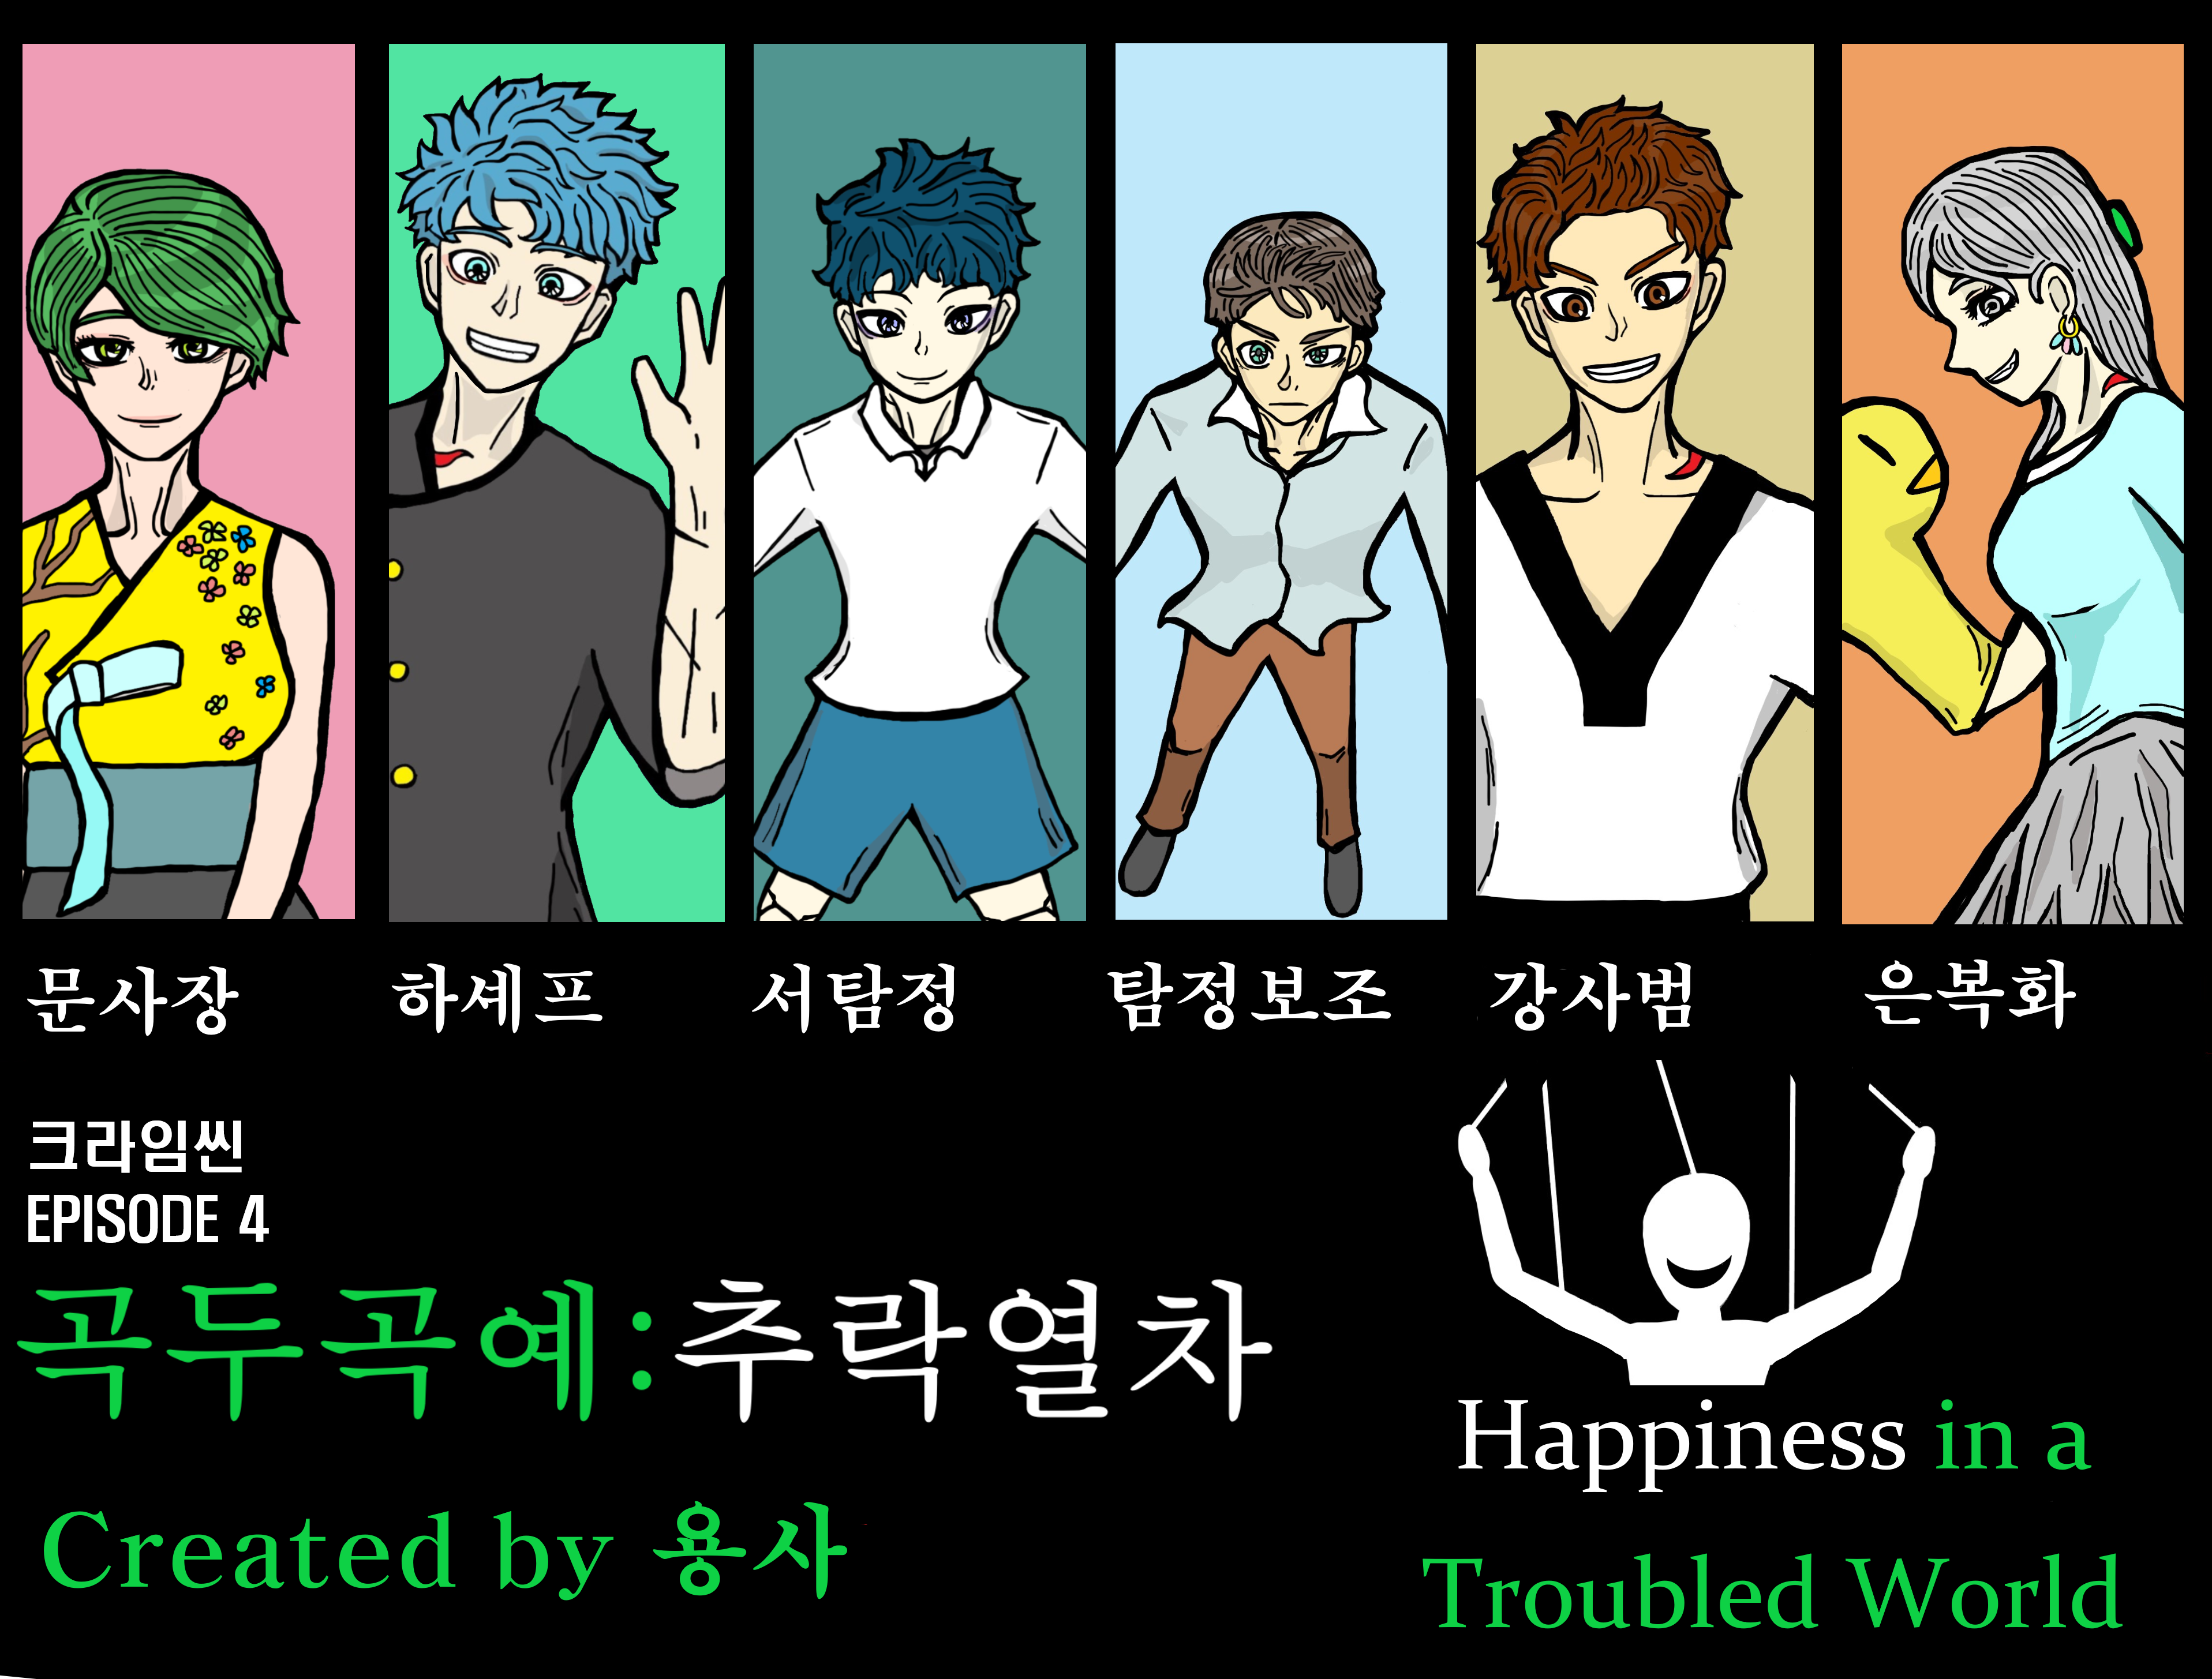 문사장
하셰프
서탐정
탐정보조
강사범
은복화
크라임씬
EPISODE 4
곡두곡예:추락열차
Created by 용사
Happiness in a
Troubled World